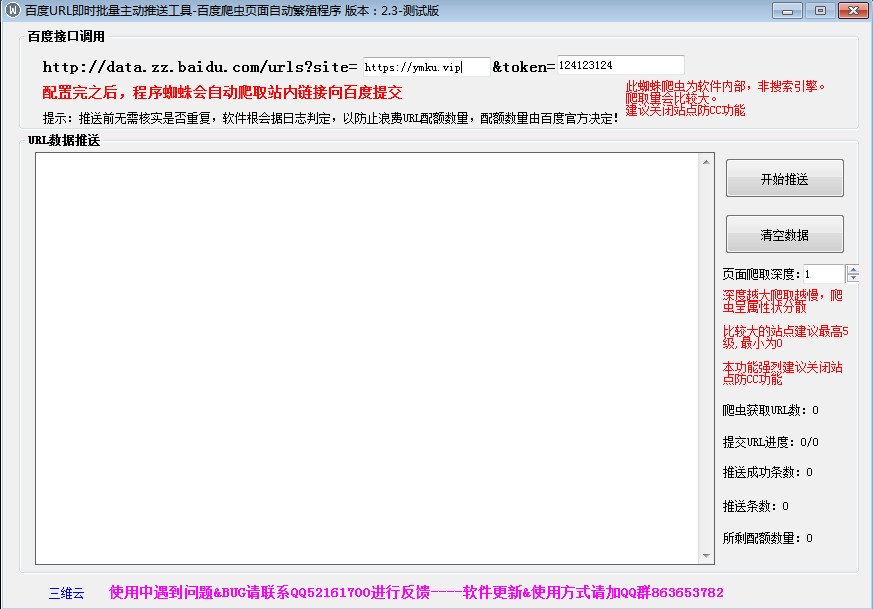 百度URL即时批量主动推送工具-百度爬虫页面自动繁殖程序 版本：2.3-测试版
百度接口调用
http://data.zz.baidu.com/urls?site= https://ymku.vip &token= 124123124
配置完之后，程序蜘蛛会自动爬取站内链接向百度提交
此蜘蛛爬虫为软件内部，非搜索引擎。
爬取量会比较大。
建议关闭站点防CC功能
提示：推送前无需核实是否重复，软件根会据日志判定，以防止浪费URL配额数量，配额数量由百度官方决定！
URL数据推送
开始推送
清空数据
页面爬取深度：1
深度越大爬取越慢，爬
虫呈属性状分散
比较大的站点建议最高5
级,最小为0
本功能强烈建议关闭站
点防CC功能
爬虫获取URL数：0
提交URL进度：0/0
推送成功条数：0
推送条数：0
所剩配额数量：0
三维云 使用中遇到问题&BUG请联系QQ52161700进行反馈----软件更新&使用方式请加QQ群863653782